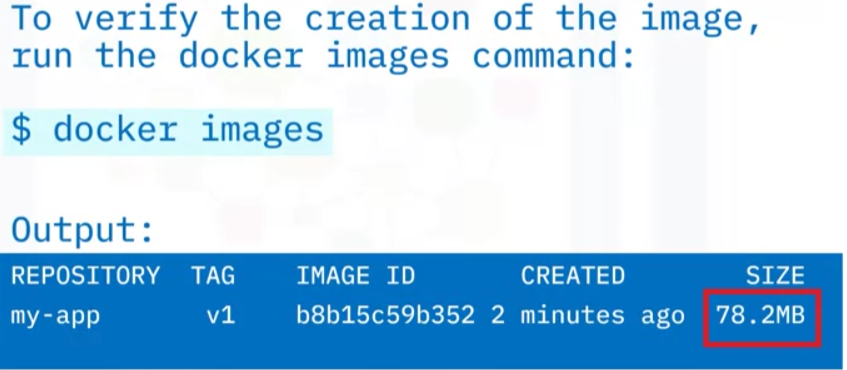 To verify the creation of the image,
run the docker images command:
$ docker images
Output:
REPOSITORY TAG IMAGE ID CREATED SIZE
my-app v1 b8b15c59b352 2 minutes ago 78.2MB